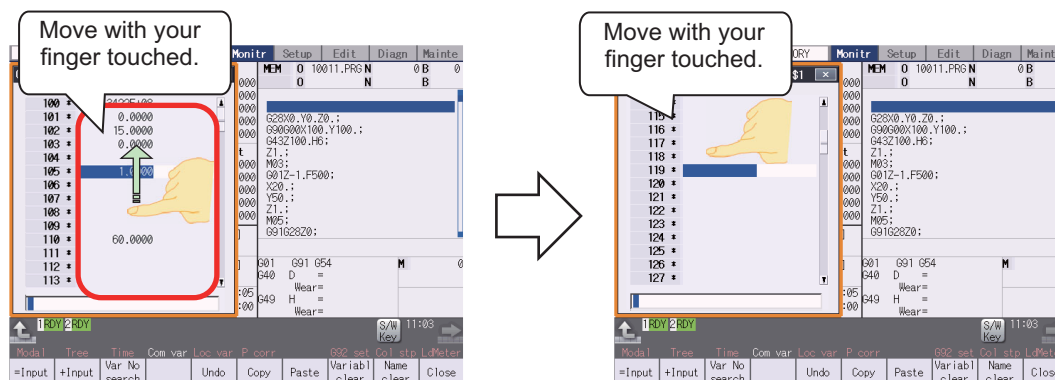 Move with your
finger touched.
Monitr Setup Edit Diagn Mainte
MEM O 10011.PRG N 0 B 0
O N B
100 *
101 * 0.0000
102 * 15.0000
103 * 0.0000
104 *
105 *
106 *
107 *
108 *
109 *
110 * 60.0000
111 *
112 *
113 *
G28X0.Y0.Z0.;
G90G00X100.Y100.;
G43Z100.H6;
Z1.;
M03;
G01Z-1.F500;
X20.;
Y50.;
Z1.;
M05;
G91G28Z0;
G01 G91 G54 M 0
G40 D =
Wear=
G49 H =
Wear=
1RDY 2RDY
S/W
Key
11:03
Modal Tree Time Com var Loc var P corr G92 set Col stp LdMeter
=Input +Input Var No
search Undo Copy Paste Variabl
clear Name
clear Close
Move with your
finger touched.
ORY Monitr Setup Edit Diagn Maint
$1 ×
MEM O 10011.PRG N 0 B
O N B
115 *
116 *
117 *
118 *
119 *
120 *
121 *
122 *
123 *
124 *
125 *
126 *
127 *
G28X0.Y0.Z0.;
G90G00X100.Y100.;
G43Z100.H6;
Z1.;
M03;
G01Z-1.F500;
X20.;
Y50.;
Z1.;
M05;
G91G28Z0;
G01 G91 G54 M
G40 D =
Wear=
G49 H =
Wear=
1RDY 2RDY
S/W
Key
11:03
Modal Tree Time Com var Loc var P corr G92 set Col stp LdMete
=Input +Input Var No
search Undo Copy Paste Variabl
clear Name
clear Close